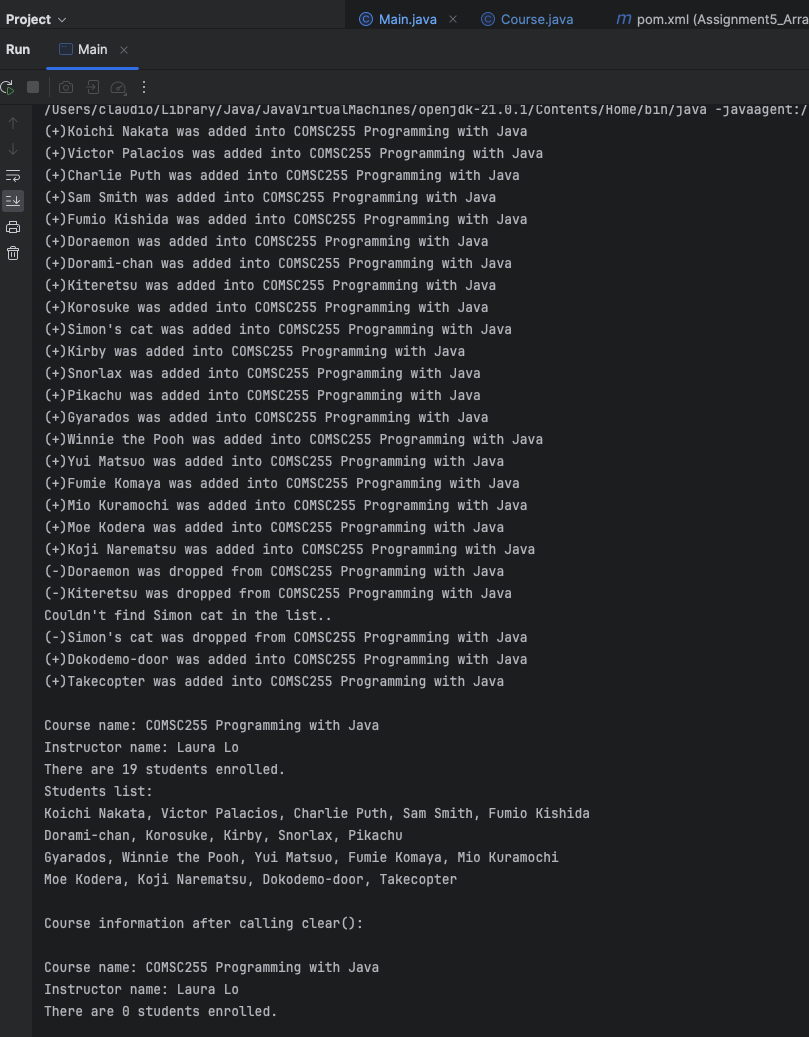 Project
Main.java
Course.java
pom.xml (Assignment5_Arra
Run
Main
/Users/claudio/Library/Java/JavaVirtualMachines/openjdk-21.0.1/Contents/Home/bin/java -javaagent:/
(+)Koichi Nakata was added into COMSC255 Programming with Java
(+)Victor Palacios was added into COMSC255 Programming with Java
(+)Charlie Puth was added into COMSC255 Programming with Java
(+)Sam Smith was added into COMSC255 Programming with Java
(+)Fumio Kishida was added into COMSC255 Programming with Java
(+)Doraemon was added into COMSC255 Programming with Java
(+)Dorami-chan was added into COMSC255 Programming with Java
(+)Kiteretsu was added into COMSC255 Programming with Java
(+)Korosuke was added into COMSC255 Programming with Java
(+)Simon's cat was added into COMSC255 Programming with Java
(+)Kirby was added into COMSC255 Programming with Java
(+)Snorlax was added into COMSC255 Programming with Java
(+)Pikachu was added into COMSC255 Programming with Java
(+)Gyarados was added into COMSC255 Programming with Java
(+)Winnie the Pooh was added into COMSC255 Programming with Java
(+)Yui Matsuo was added into COMSC255 Programming with Java
(+)Fumie Komaya was added into COMSC255 Programming with Java
(+)Mio Kuramochi was added into COMSC255 Programming with Java
(+)Moe Kodera was added into COMSC255 Programming with Java
(+)Koji Narematsu was added into COMSC255 Programming with Java
(-)Doraemon was dropped from COMSC255 Programming with Java
(-)Kiteretsu was dropped from COMSC255 Programming with Java
Couldn't find Simon cat in the list..
(-)Simon's cat was dropped from COMSC255 Programming with Java
(+)Dokodemo-door was added into COMSC255 Programming with Java
(+)Takecopter was added into COMSC255 Programming with Java
Course name: COMSC255 Programming with Java
Instructor name: Laura Lo
There are 19 students enrolled.
Students list:
Koichi Nakata, Victor Palacios, Charlie Puth, Sam Smith, Fumio Kishida
Dorami-chan, Korosuke, Kirby, Snorlax, Pikachu
Gyarados, Winnie the Pooh, Yui Matsuo, Fumie Komaya, Mio Kuramochi
Moe Kodera, Koji Narematsu, Dokodemo-door, Takecopter
Course information after calling clear():
Course name: COMSC255 Programming with Java
Instructor name: Laura Lo
There are 0 students enrolled.